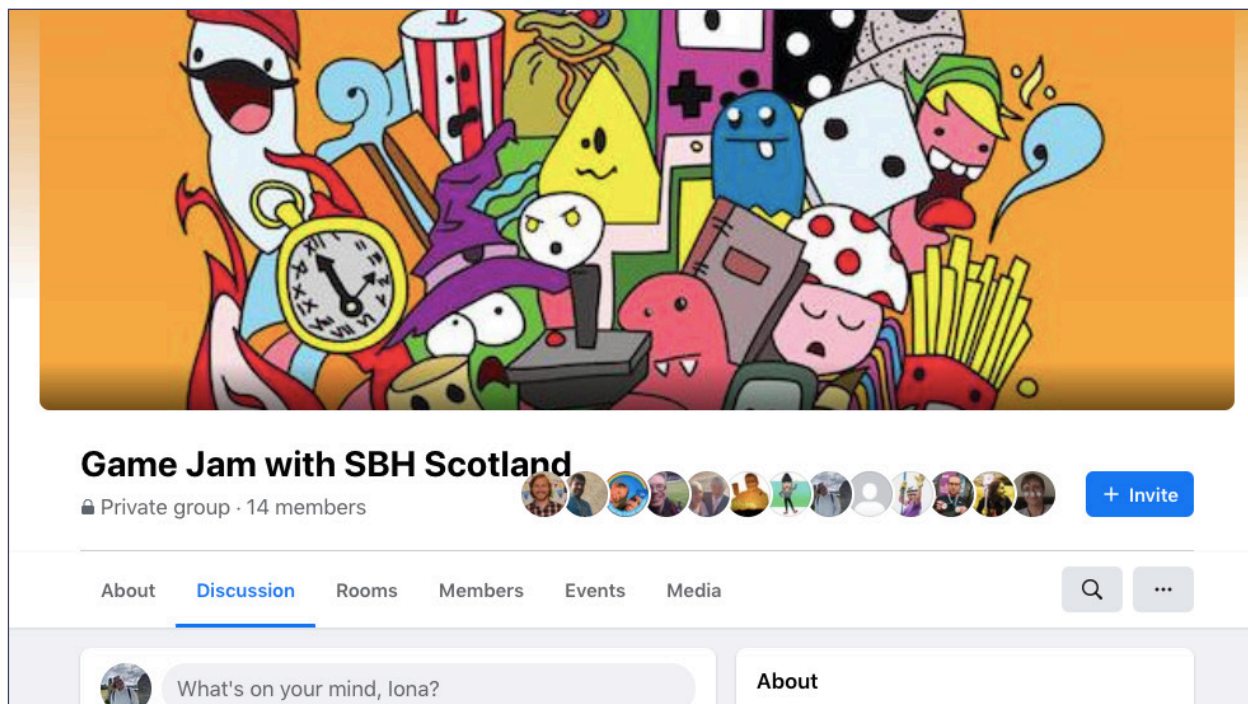 Game Jam with SBH Scotland
Private group · 14 members
+ Invite
About Discussion Rooms Members Events Media
What's on your mind, Iona?
About